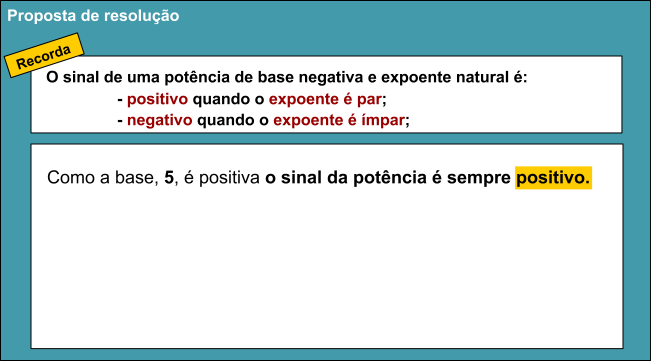 Proposta de resolução
Recorda
O sinal de uma potência de base negativa e expoente natural é:
- positivo quando o expoente é par;
- negativo quando o expoente é ímpar;
Como a base, 5, é positiva o sinal da potência é sempre positivo.